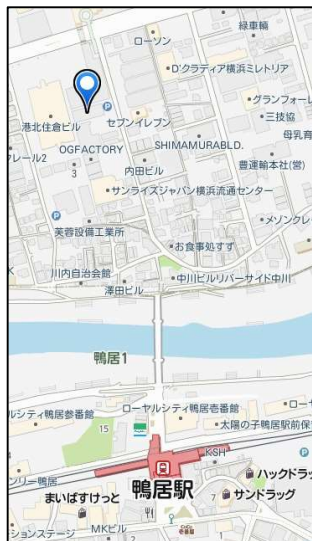 ローソン
緑車輌
D'クラディア横浜ミレトリア
グランフォーレ
三技協
港北住倉ビル
セブンイレブン
母乳育
クレール2
OGFACTORY
SHIMAMURABLD.
3
内田ビル
豊運輸本社(営)
サンライズジャパン横浜流通センター
芙蓉設備工業所
メゾンクレー
お食事処すず
K
川内自治会館
中川ビルリバーサイド中川
澤田ビル
鴨居1
ルシティ鴨居参番館
ローヤルシティ鴨居壱番館
ローヤ
15
太陽の子鴨居駅前保
KSH
ンリー鴨居
ハックドラッ
まいばすけっと
鴨居駅
サンドラッグ
7
ションステージ
MKビル